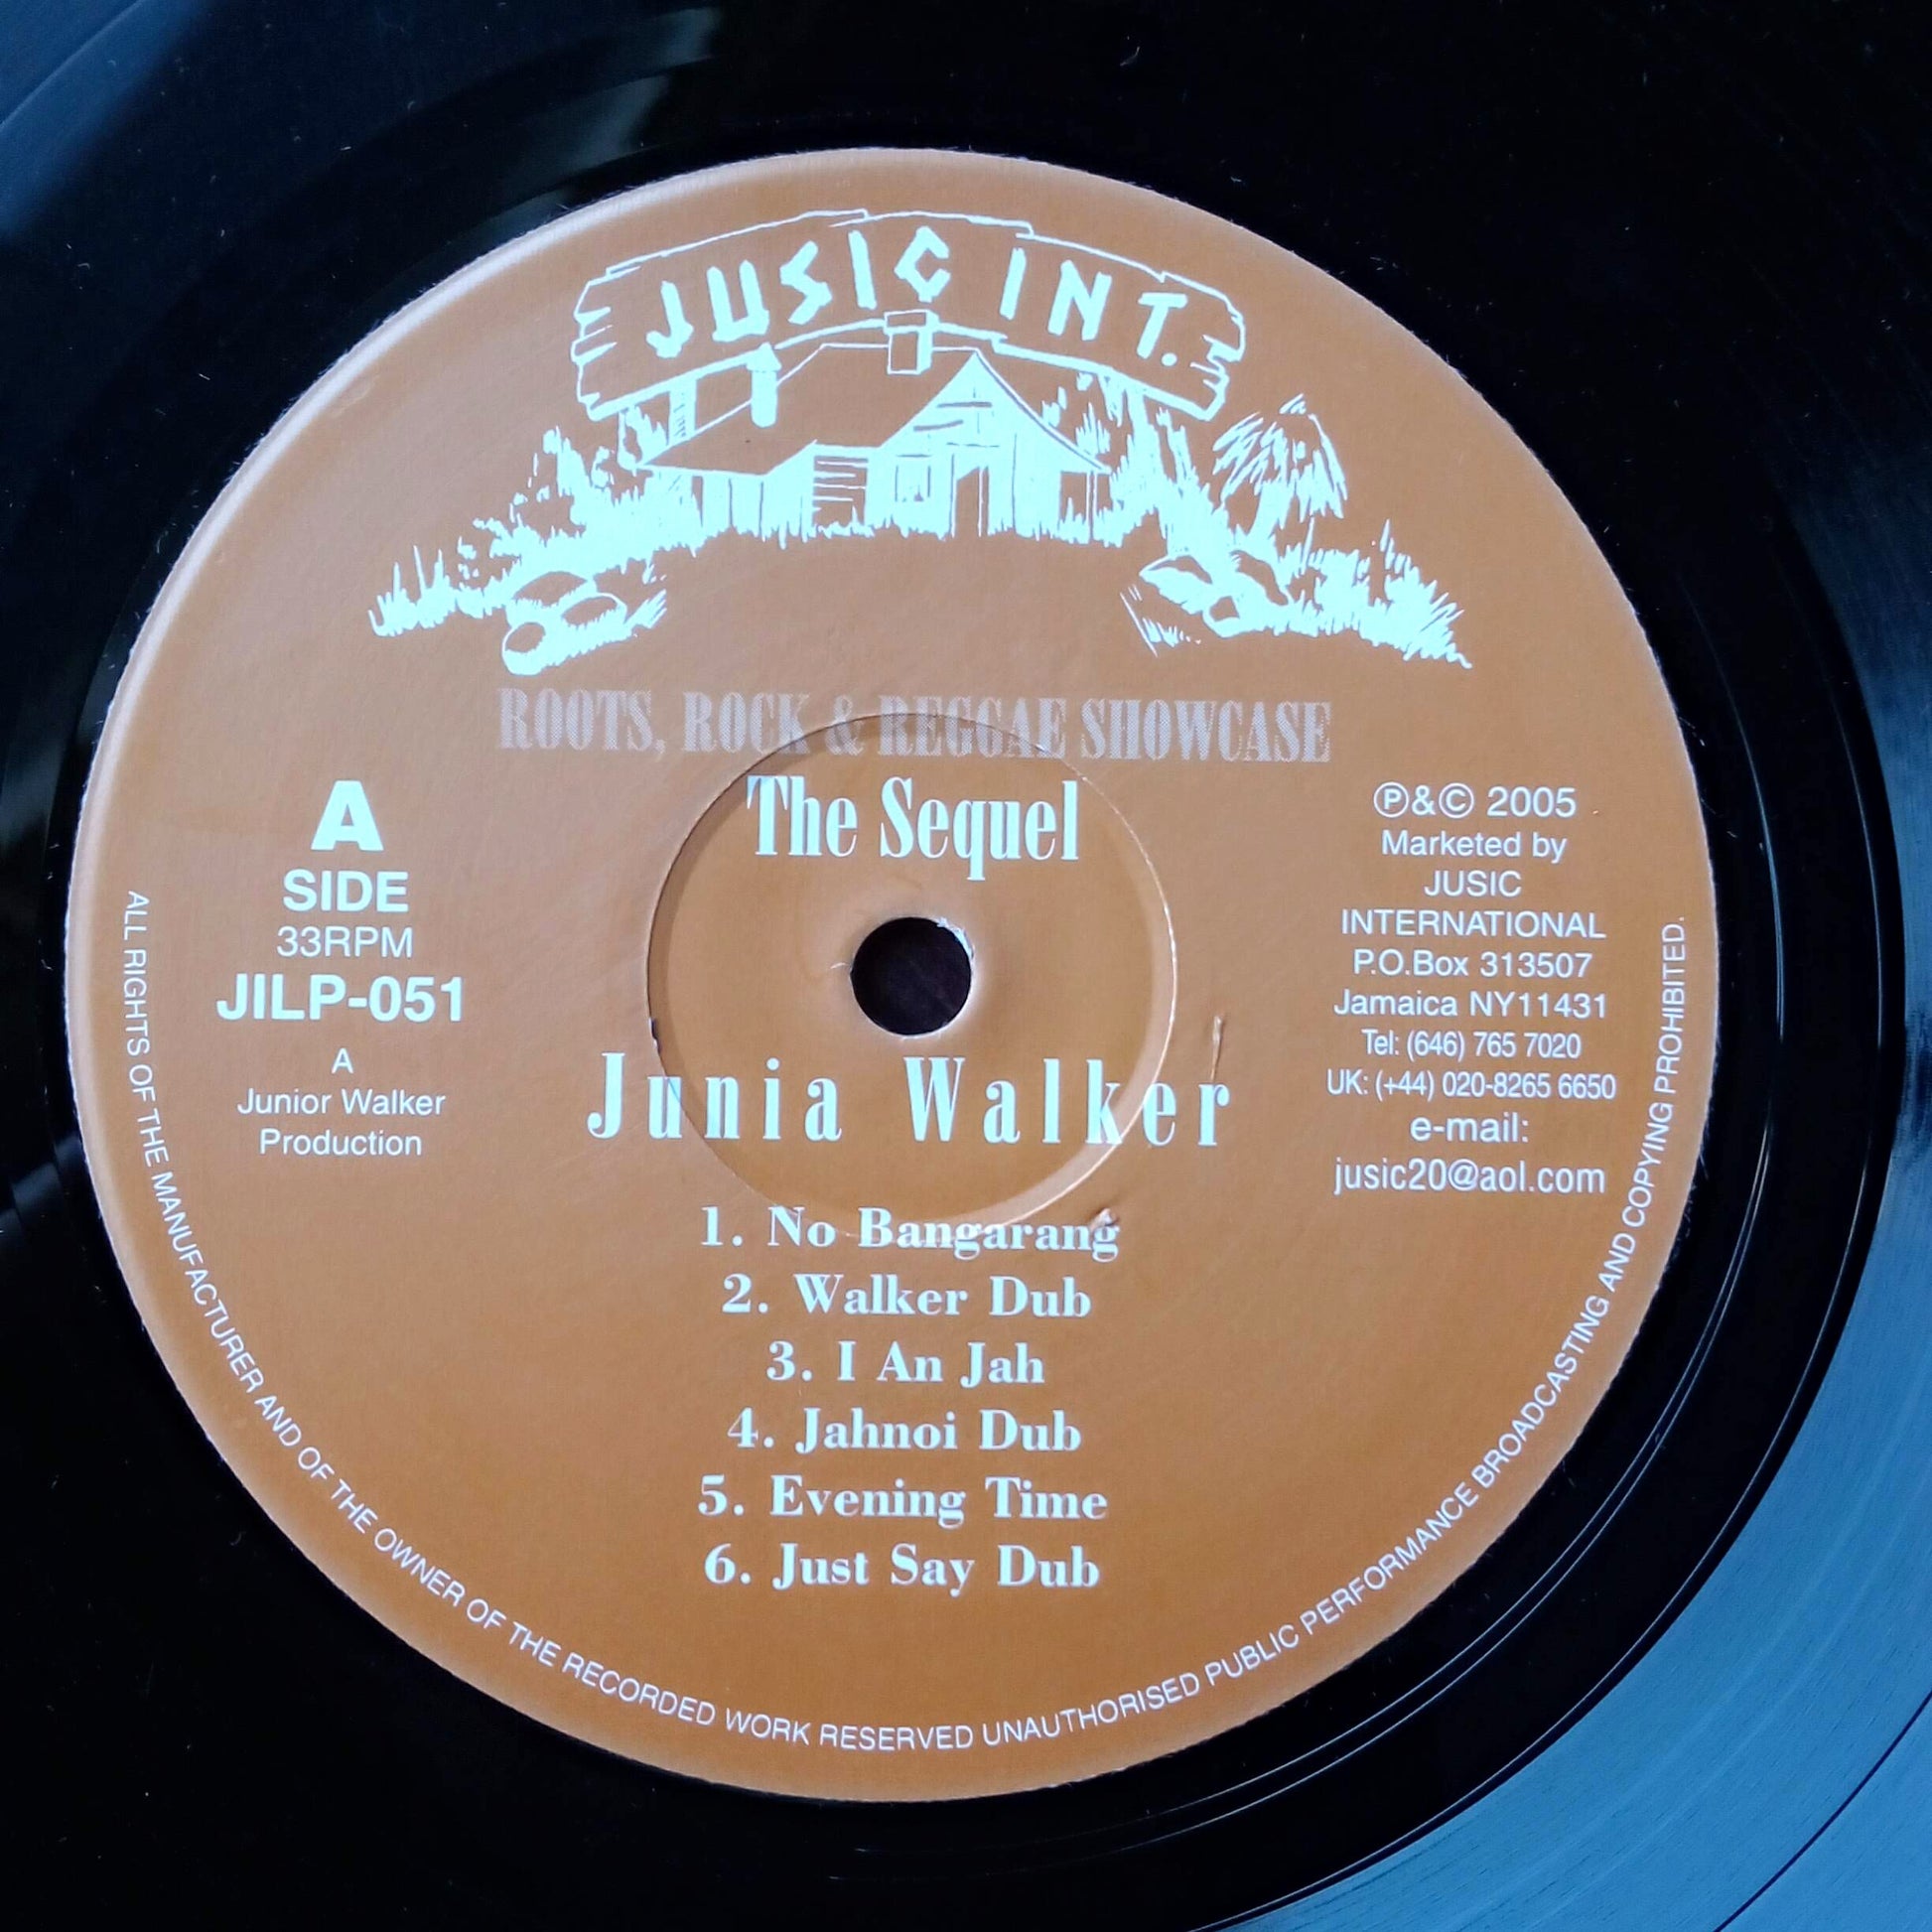 JUSIC INT.
ROOTS, ROCK & REGGAE SHOWCASE
The Sequel
A
SIDE
33RPM
JILP-051
A
Junior Walker
Production
℗&© 2005
Marketed by
JUSIC
INTERNATIONAL
P.O.Box 313507
Jamaica NY11431
Tel: (646) 765 7020
UK: (+44) 020-8265 6650
e-mail:
jusic20@aol.com
Junia Walker
1. No Bangarang
2. Walker Dub
3. I An Jah
4. Jahnoi Dub
5. Evening Time
6. Just Say Dub
ALL RIGHTS OF THE MANUFACTURER AND OF THE OWNER OF THE RECORDED WORK RESERVED UNAUTHORISED PUBLIC PERFORMANCE BROADCASTING AND COPYING PROHIBITED.